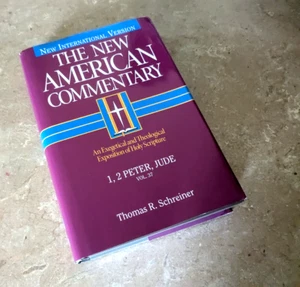 NEW INTERNATIONAL VERSION
THE NEW
AMERICAN
COMMENTARY
An Exegetical and Theological
Exposition of Holy Scripture
1, 2 PETER, JUDE
VOL. 37
Thomas R. Schreiner